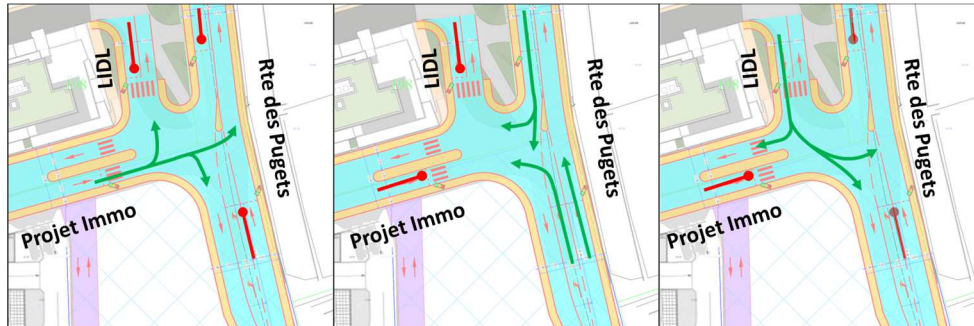 LIDL
Rte des Pugets
Projet Immo
LIDL
Rte des Pugets
Projet Immo
LIDL
Rte des Pugets
Projet Immo